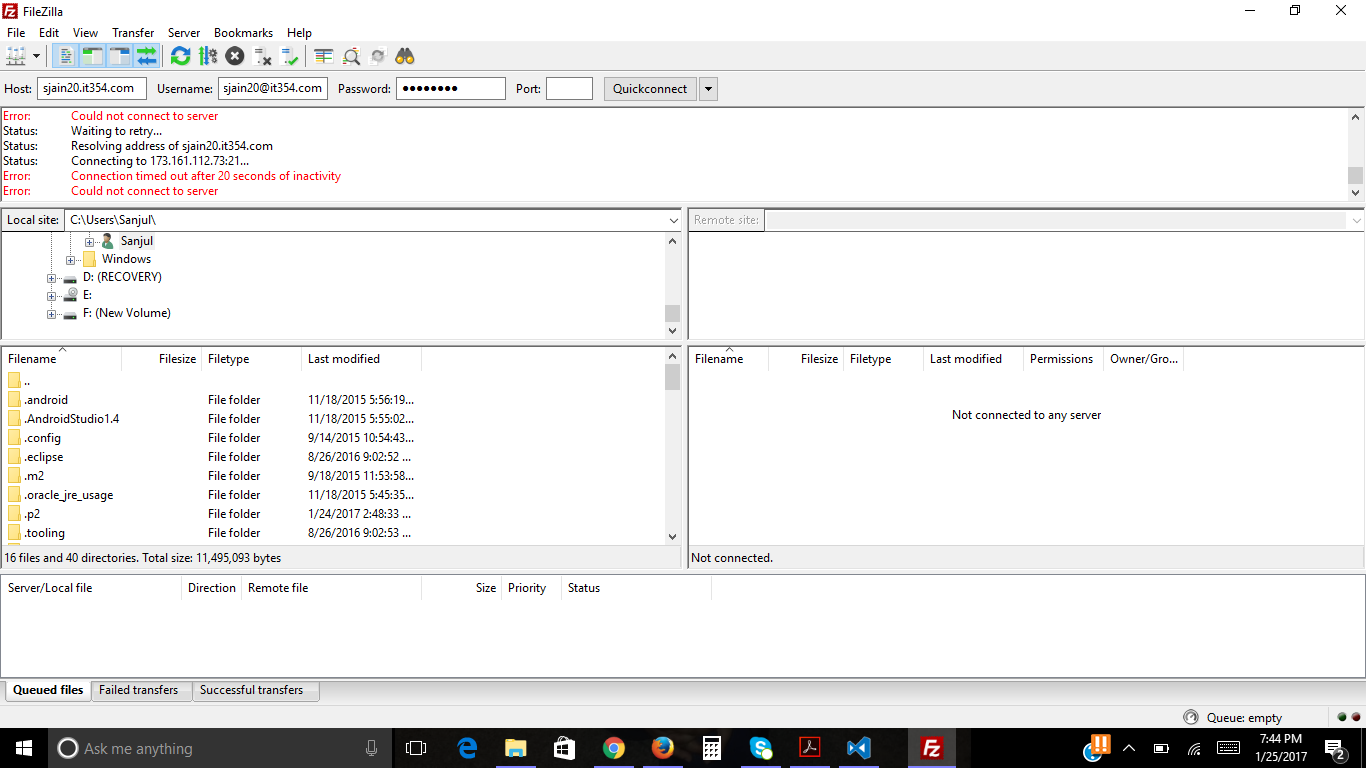 FileZilla
File Edit View Transfer Server Bookmarks Help
Host: sjain20.it354.com Username: sjain20@it354.com Password: ●●●●●●●● Port: Quickconnect
Error: Could not connect to server
Status: Waiting to retry...
Status: Resolving address of sjain20.it354.com
Status: Connecting to 173.161.112.73:21...
Error: Connection timed out after 20 seconds of inactivity
Error: Could not connect to server
Local site: C:\Users\Sanjul\
Sanjul
Windows
D: (RECOVERY)
E:
F: (New Volume)
Remote site:
Filename Filesize Filetype Last modified
..
.android File folder 11/18/2015 5:56:19...
.AndroidStudio1.4 File folder 11/18/2015 5:55:02...
.config File folder 9/14/2015 10:54:43...
.eclipse File folder 8/26/2016 9:02:52 ...
.m2 File folder 9/18/2015 11:53:58...
.oracle_jre_usage File folder 11/18/2015 5:45:35...
.p2 File folder 1/24/2017 2:48:33 ...
.tooling File folder 8/26/2016 9:02:53 ...
16 files and 40 directories. Total size: 11,495,093 bytes
Filename Filesize Filetype Last modified Permissions Owner/Gro...
Not connected to any server
Not connected.
Server/Local file Direction Remote file Size Priority Status
Queued files Failed transfers Successful transfers
Queue: empty
Ask me anything
7:44 PM
1/25/2017
2